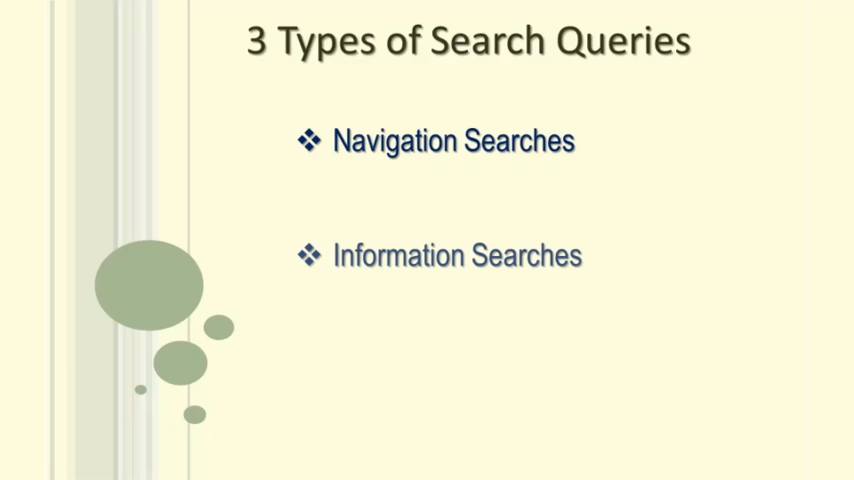 3 Types of Search Queries
Navigation Searches
Information Searches